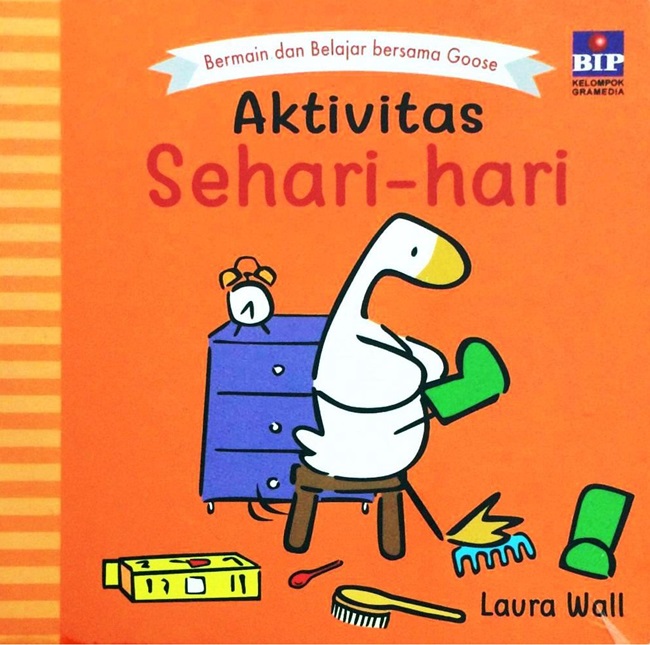 Bermain dan Belajar bersama Goose
BIP
KELOMPOK
GRAMEDIA
Aktivitas
Sehari-hari
Laura Wall